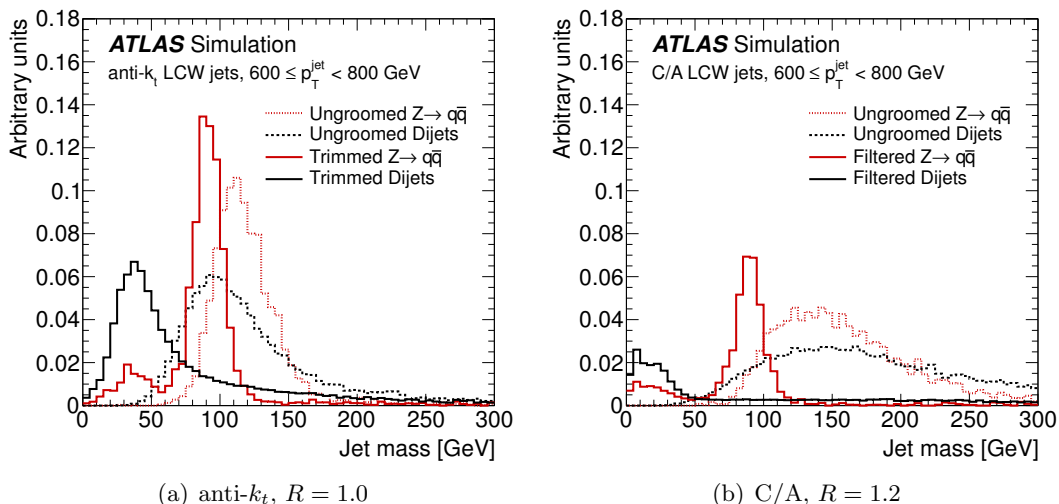 Arbitrary units
0.18
0.16
0.14
0.12
0.1
0.08
0.06
0.04
0.02
0
ATLAS Simulation
anti-kₜ LCW jets, 600 ≤ p_T^jet < 800 GeV
Ungroomed Z→ qq̄
Ungroomed Dijets
Trimmed Z→ qq̄
Trimmed Dijets
0 50 100 150 200 250 300
Jet mass [GeV]
(a) anti-kₜ, R = 1.0
Arbitrary units
0.18
0.16
0.14
0.12
0.1
0.08
0.06
0.04
0.02
0
ATLAS Simulation
C/A LCW jets, 600 ≤ p_T^jet < 800 GeV
Ungroomed Z→ qq̄
Ungroomed Dijets
Filtered Z→ qq̄
Filtered Dijets
0 50 100 150 200 250 300
Jet mass [GeV]
(b) C/A, R = 1.2